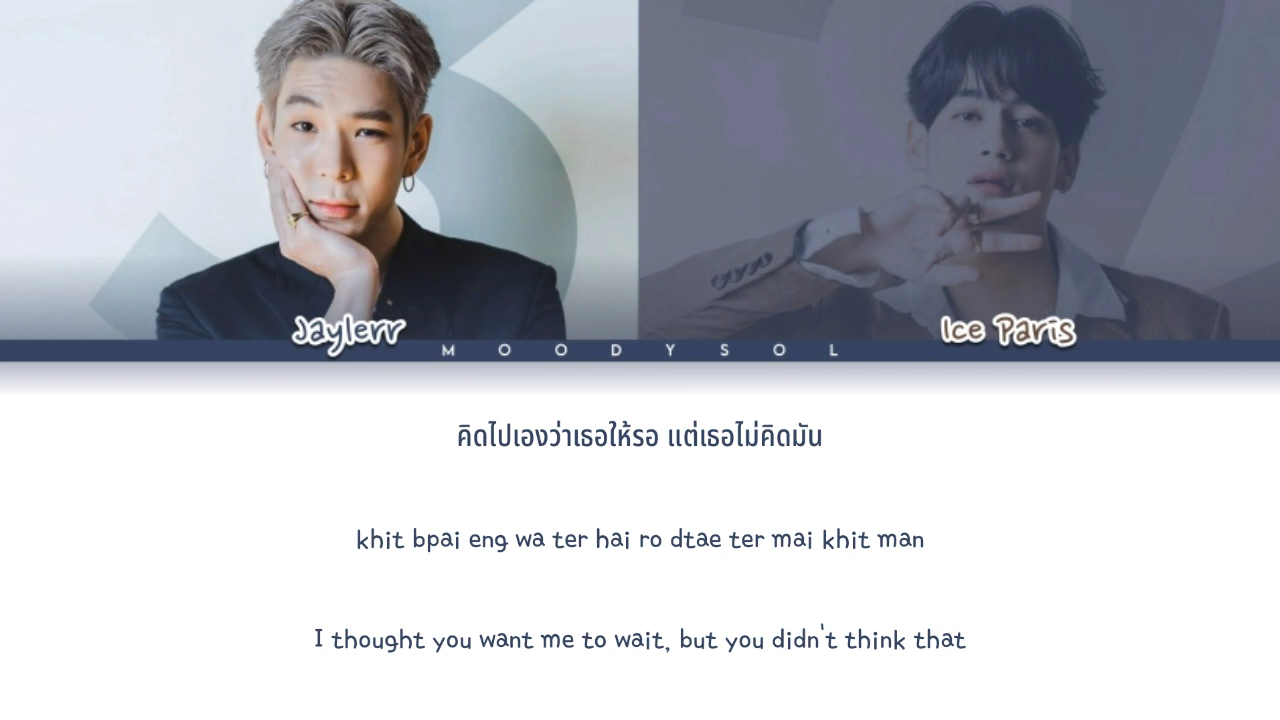 Jaylerr
Ice Paris
MOODYSOL
คิดไปเองว่าเธอให้รอ แต่เธอไม่คิดมัน
khit bpai eng wa ter hai ro dtae ter mai khit man
I thought you want me to wait, but you didn't think that